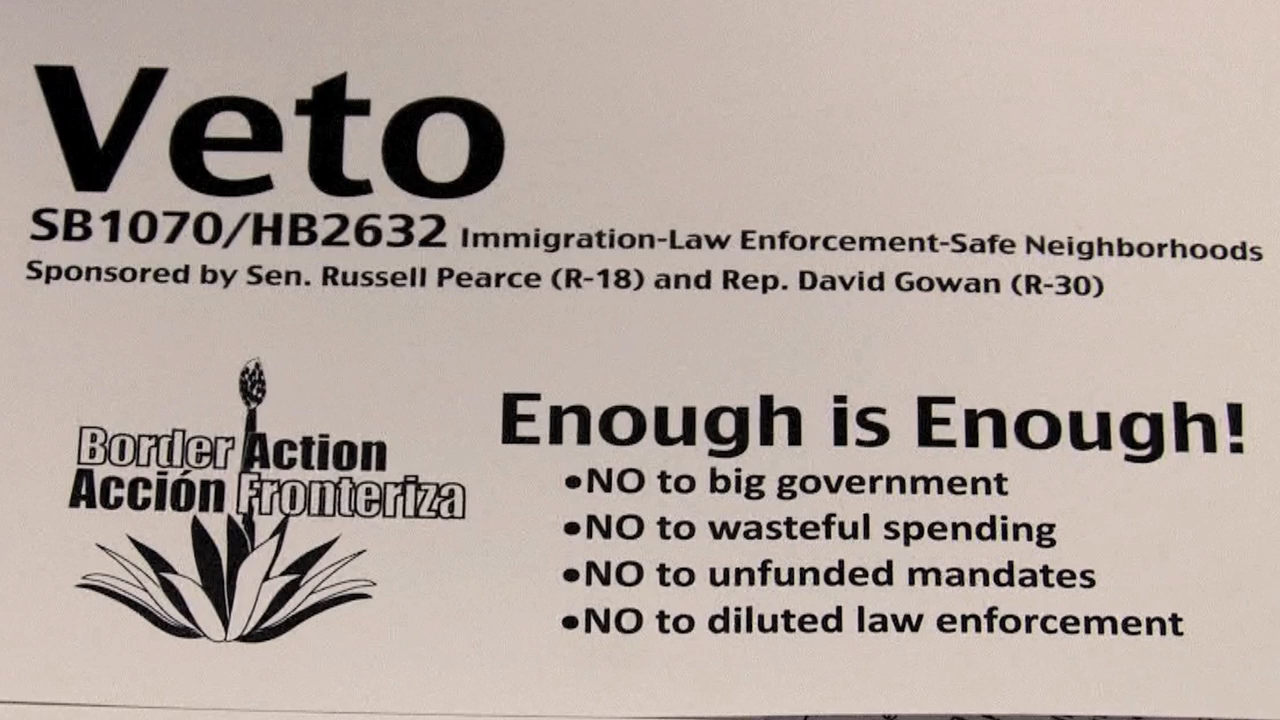 Veto
SB1070/HB2632 Immigration-Law Enforcement-Safe Neighborhoods
Sponsored by Sen. Russell Pearce (R-18) and Rep. David Gowan (R-30)
Border Action
Acción Fronteriza
Enough is Enough!
•NO to big government
•NO to wasteful spending
•NO to unfunded mandates
•NO to diluted law enforcement